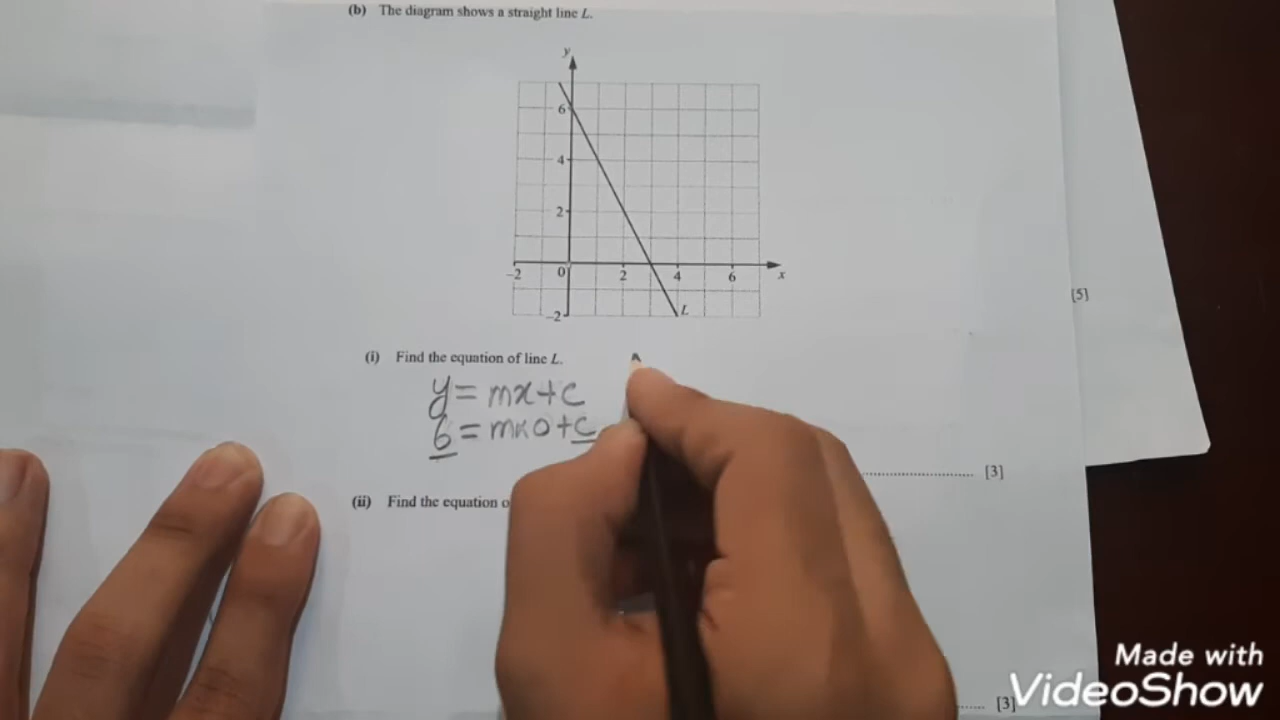 (b) The diagram shows a straight line L.
y
6
4
2
-2 0 2 4 6 x
-2 L
[5]
(i) Find the equation of line L.
y = mx+c
6 = mx0+c
[3]
(ii) Find the equation o
[3]
Made with
VideoShow